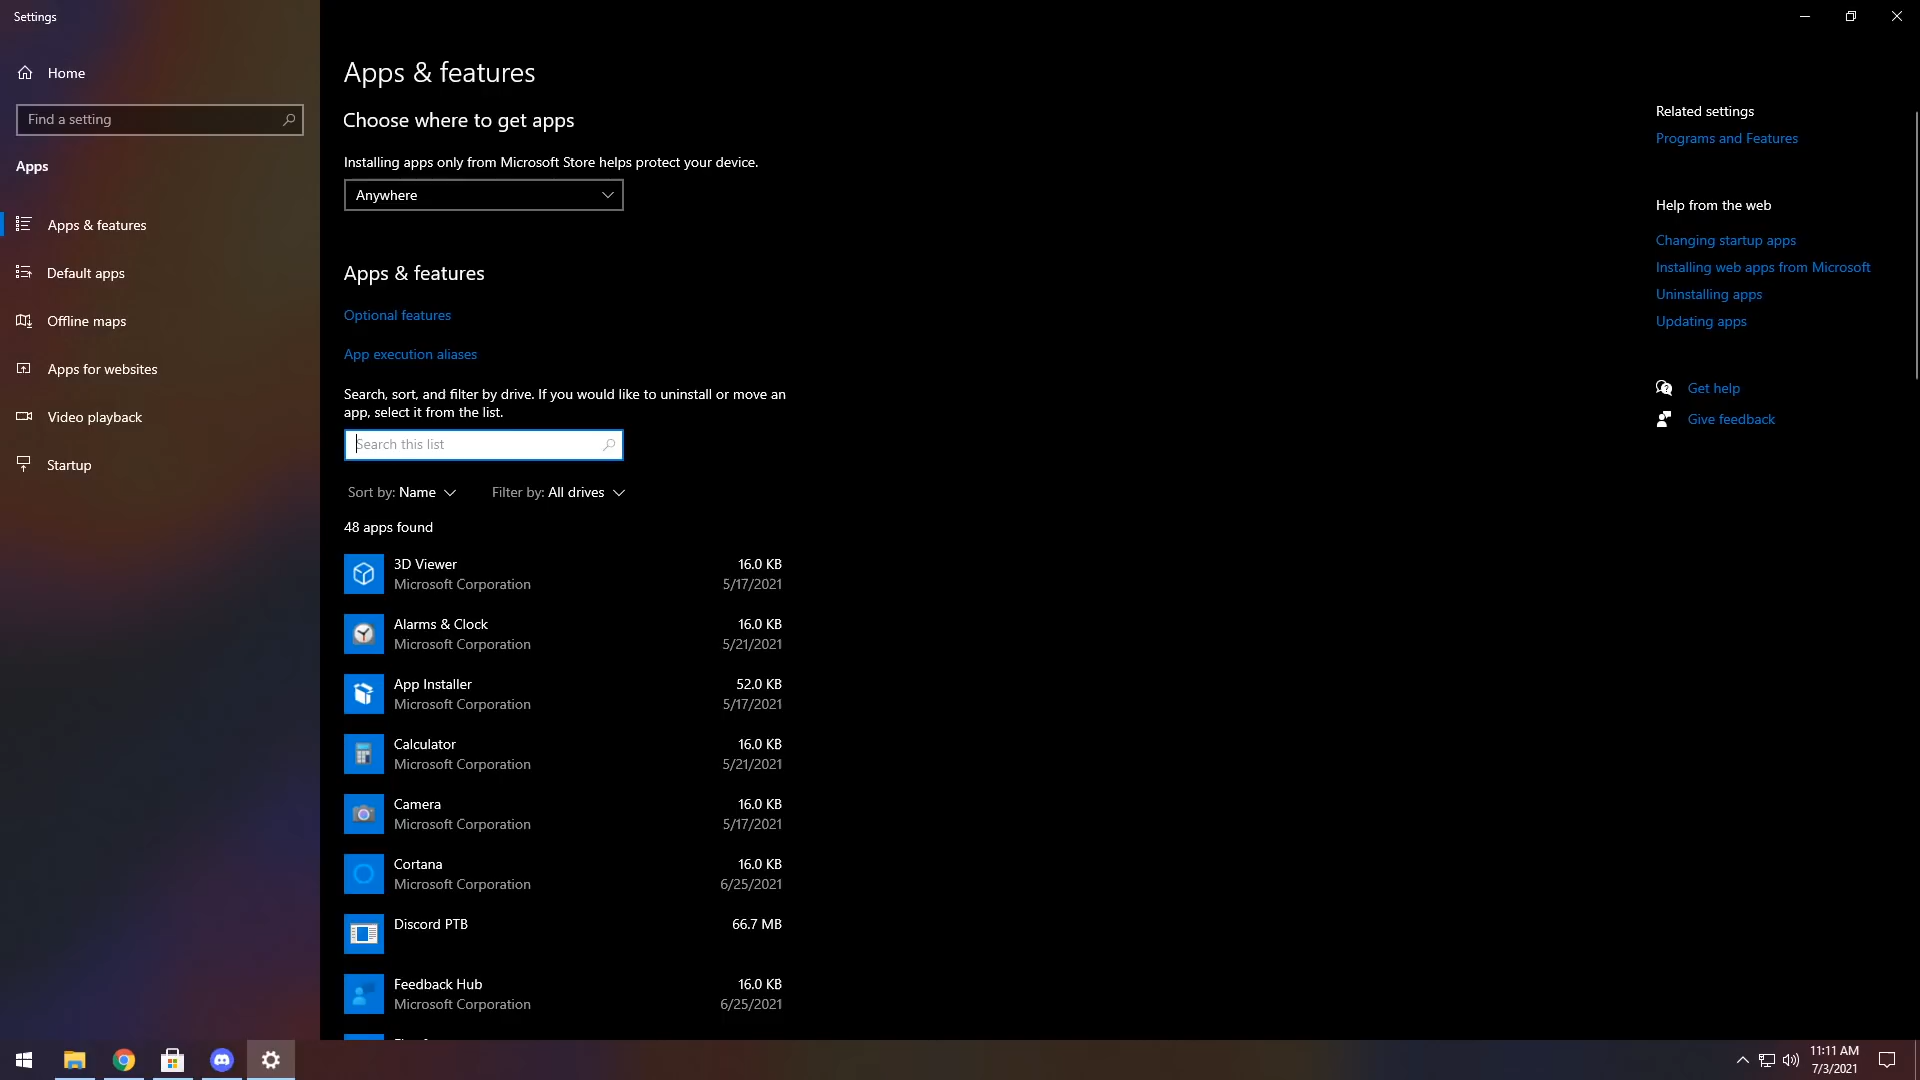 Settings
Home
Find a setting
Apps
Apps & features
Default apps
Offline maps
Apps for websites
Video playback
Startup
Apps & features
Choose where to get apps
Installing apps only from Microsoft Store helps protect your device.
Anywhere
Apps & features
Optional features
App execution aliases
Search, sort, and filter by drive. If you would like to uninstall or move an
app, select it from the list.
Search this list
Sort by: Name Filter by: All drives
48 apps found
3D Viewer 16.0 KB
Microsoft Corporation 5/17/2021
Alarms & Clock 16.0 KB
Microsoft Corporation 5/21/2021
App Installer 52.0 KB
Microsoft Corporation 5/17/2021
Calculator 16.0 KB
Microsoft Corporation 5/21/2021
Camera 16.0 KB
Microsoft Corporation 5/17/2021
Cortana 16.0 KB
Microsoft Corporation 6/25/2021
Discord PTB 66.7 MB
Feedback Hub 16.0 KB
Microsoft Corporation 6/25/2021
Related settings
Programs and Features
Help from the web
Changing startup apps
Installing web apps from Microsoft
Uninstalling apps
Updating apps
Get help
Give feedback
11:11 AM
7/3/2021